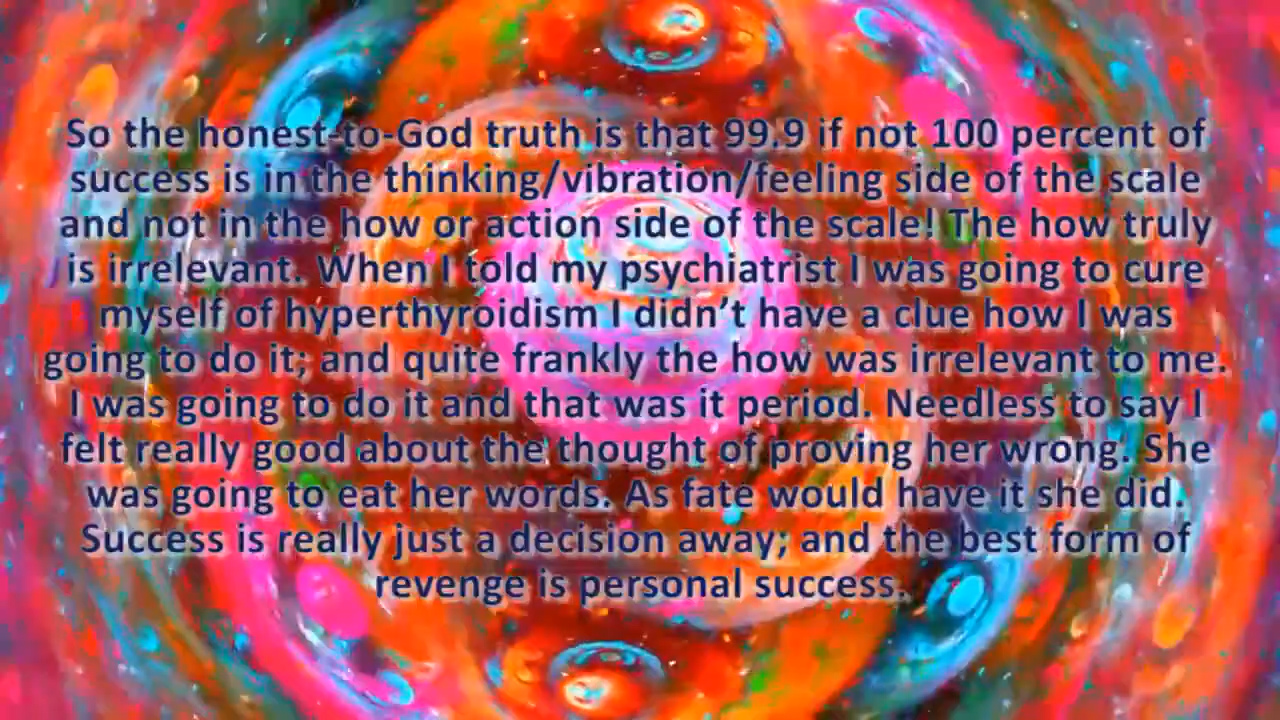 So the honest-to-God truth is that 99.9 if not 100 percent of
success is in the thinking/vibration/feeling side of the scale
and not in the how or action side of the scale! The how truly
is irrelevant. When I told my psychiatrist I was going to cure
myself of hyperthyroidism I didn’t have a clue how I was
going to do it; and quite frankly the how was irrelevant to me.
I was going to do it and that was it period. Needless to say I
felt really good about the thought of proving her wrong. She
was going to eat her words. As fate would have it she did.
Success is really just a decision away; and the best form of
revenge is personal success.